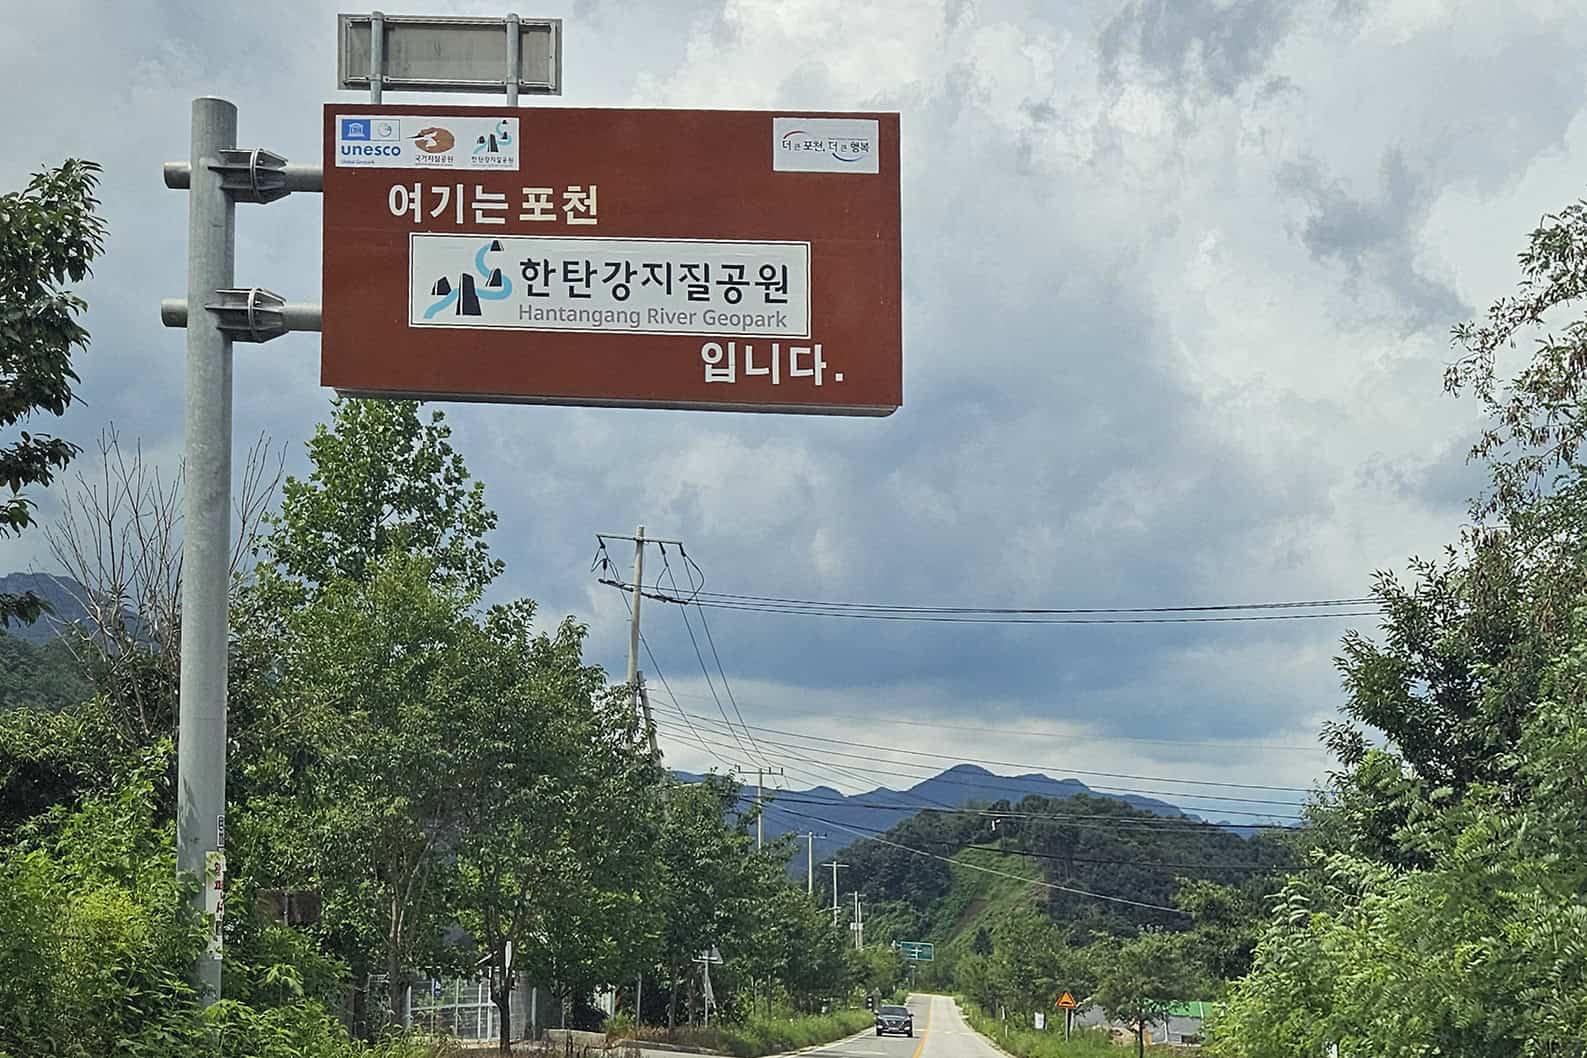 unesco
Global Geopark
국가지질공원
한탄강지질공원
더 큰 포천, 더 큰 행복
여기는 포천
한탄강지질공원
Hantangang River Geopark
입니다.